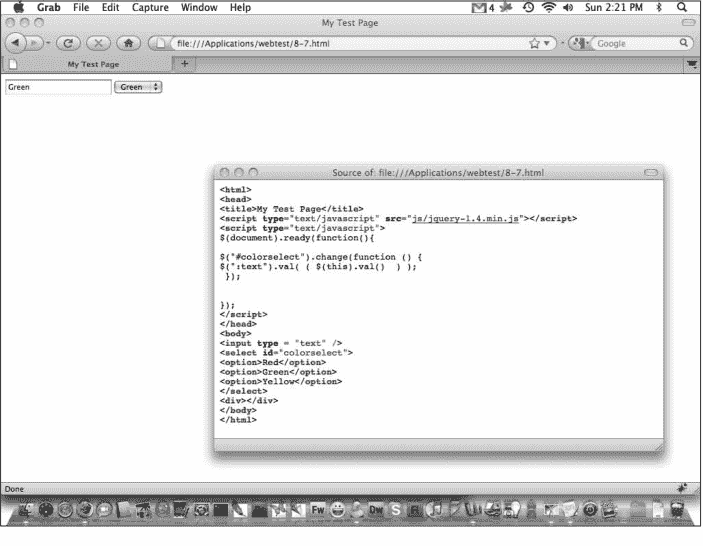 Grab File Edit Capture Window Help 4 Sun 2:21 PM
My Test Page
file:///Applications/webtest/8-7.html Google
My Test Page +
Green Green
Source of: file:///Applications/webtest/8-7.html
<html>
<head>
<title>My Test Page</title>
<script type="text/javascript" src="js/jquery-1.4.min.js"></script>
<script type="text/javascript">
$(document).ready(function(){
$("#colorselect").change(function () {
$(":text").val( ( $(this).val()  ) );
 });
});
</script>
</head>
<body>
<input type = "text" />
<select id="colorselect">
<option>Red</option>
<option>Green</option>
<option>Yellow</option>
</select>
<div></div>
</body>
</html>
Done
Fw Dw S